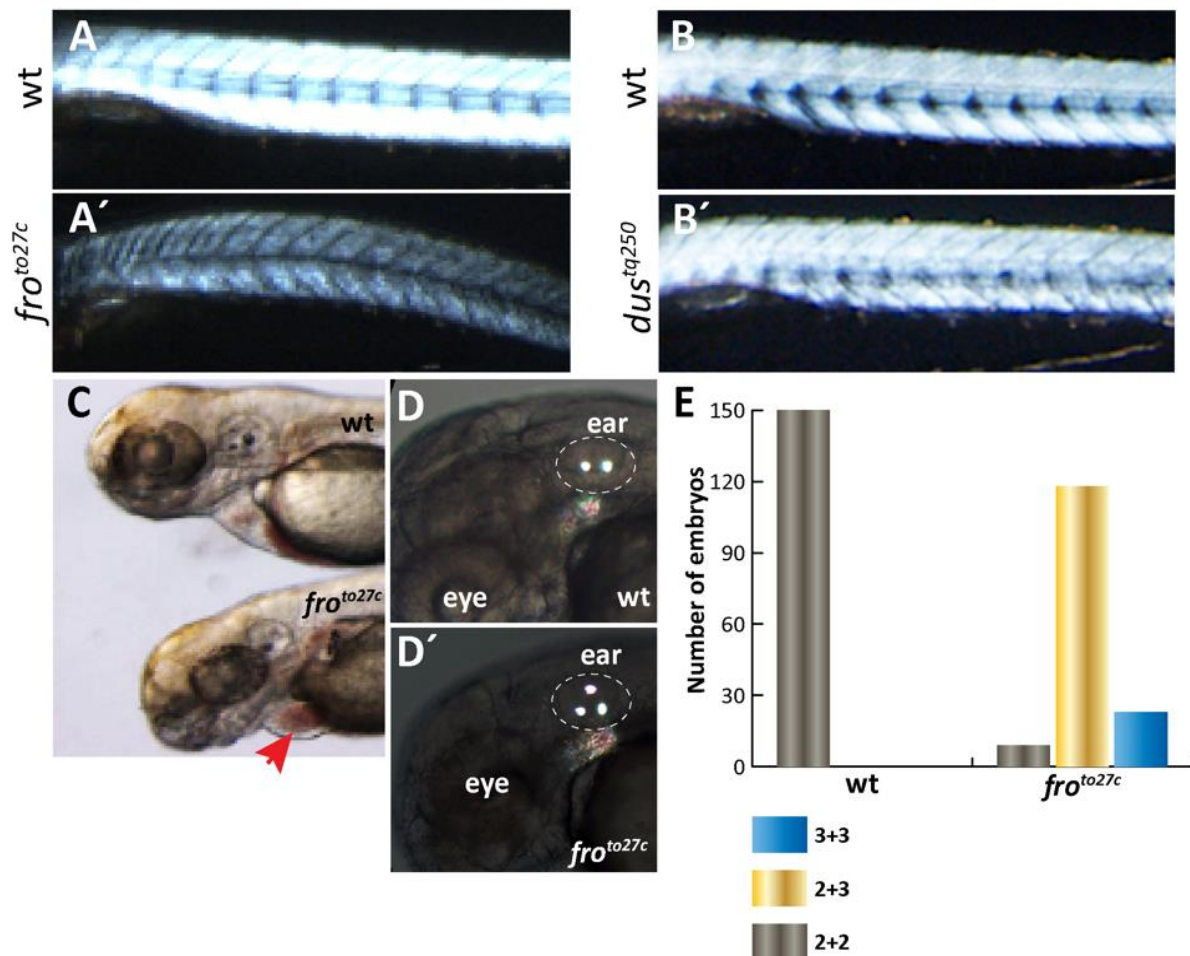 A
wt
A´
fro^to27c
B
wt
B´
dus^tq250
C
wt
fro^to27c
D
ear
eye
wt
D´
ear
eye
fro^to27c
E
Number of embryos
150
120
90
60
30
0
wt
fro^to27c
3+3
2+3
2+2